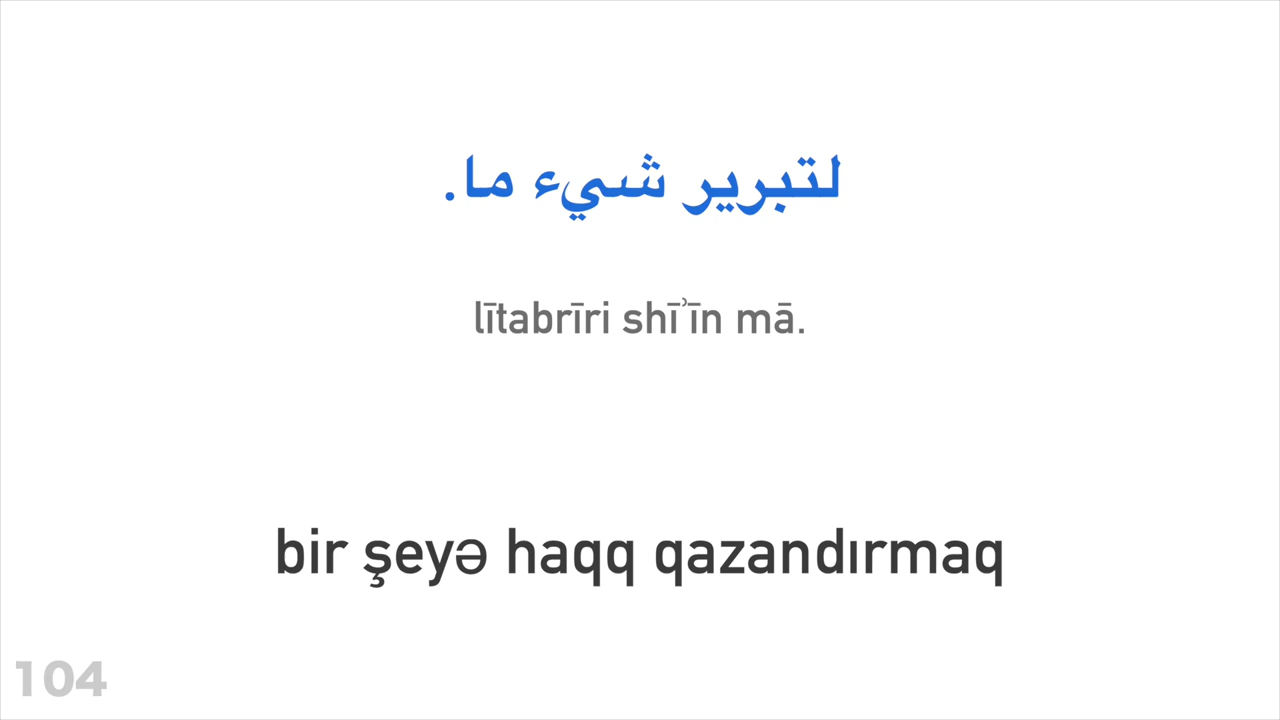 لتبرير شيء ما.
lītabrīri shīʾīn mā.
bir şeyə haqq qazandırmaq
104